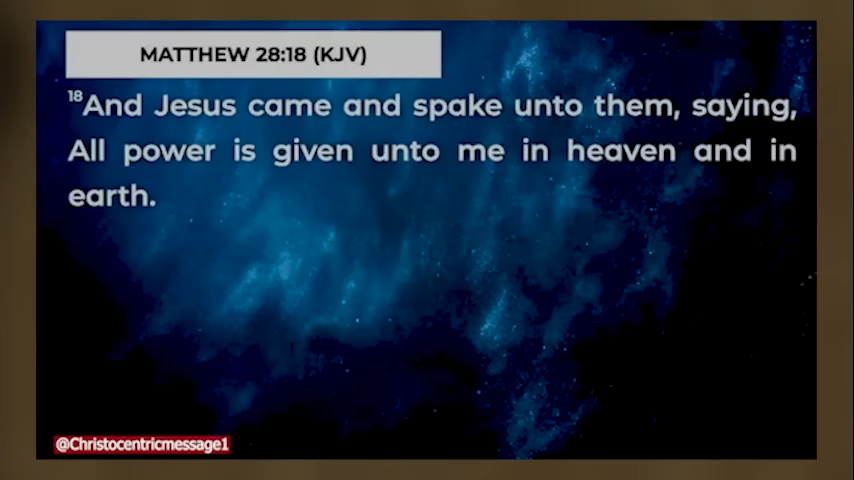 MATTHEW 28:18 (KJV)
18And Jesus came and spake unto them, saying,
All power is given unto me in heaven and in
earth.
@Christocentricmessage1